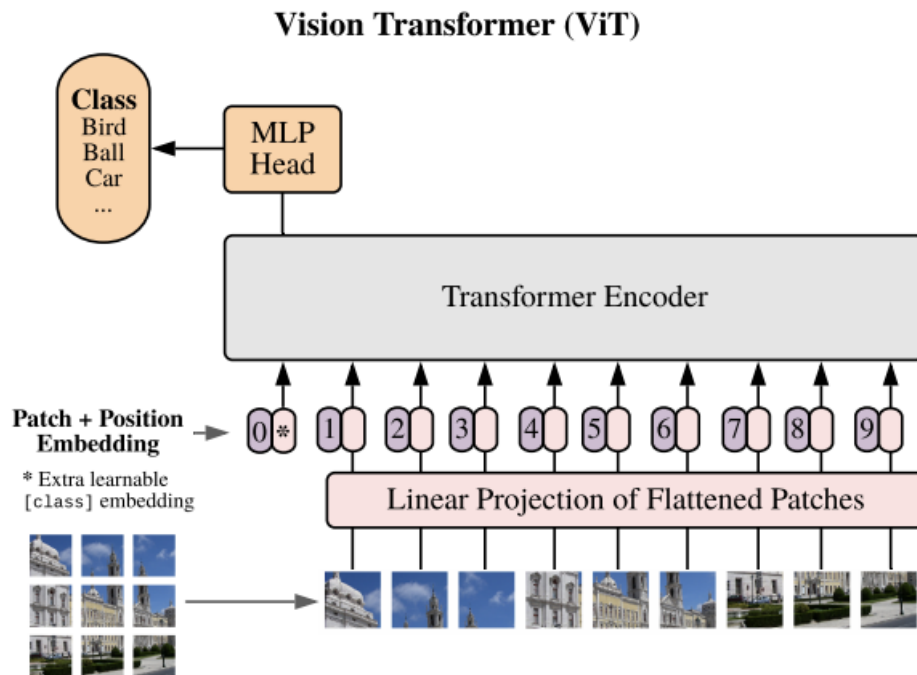 Vision Transformer (ViT)
Class
Bird
Ball
Car
...
MLP
Head
Transformer Encoder
Patch + Position
Embedding
0 * 1 2 3 4 5 6 7 8 9
* Extra learnable
[class] embedding
Linear Projection of Flattened Patches